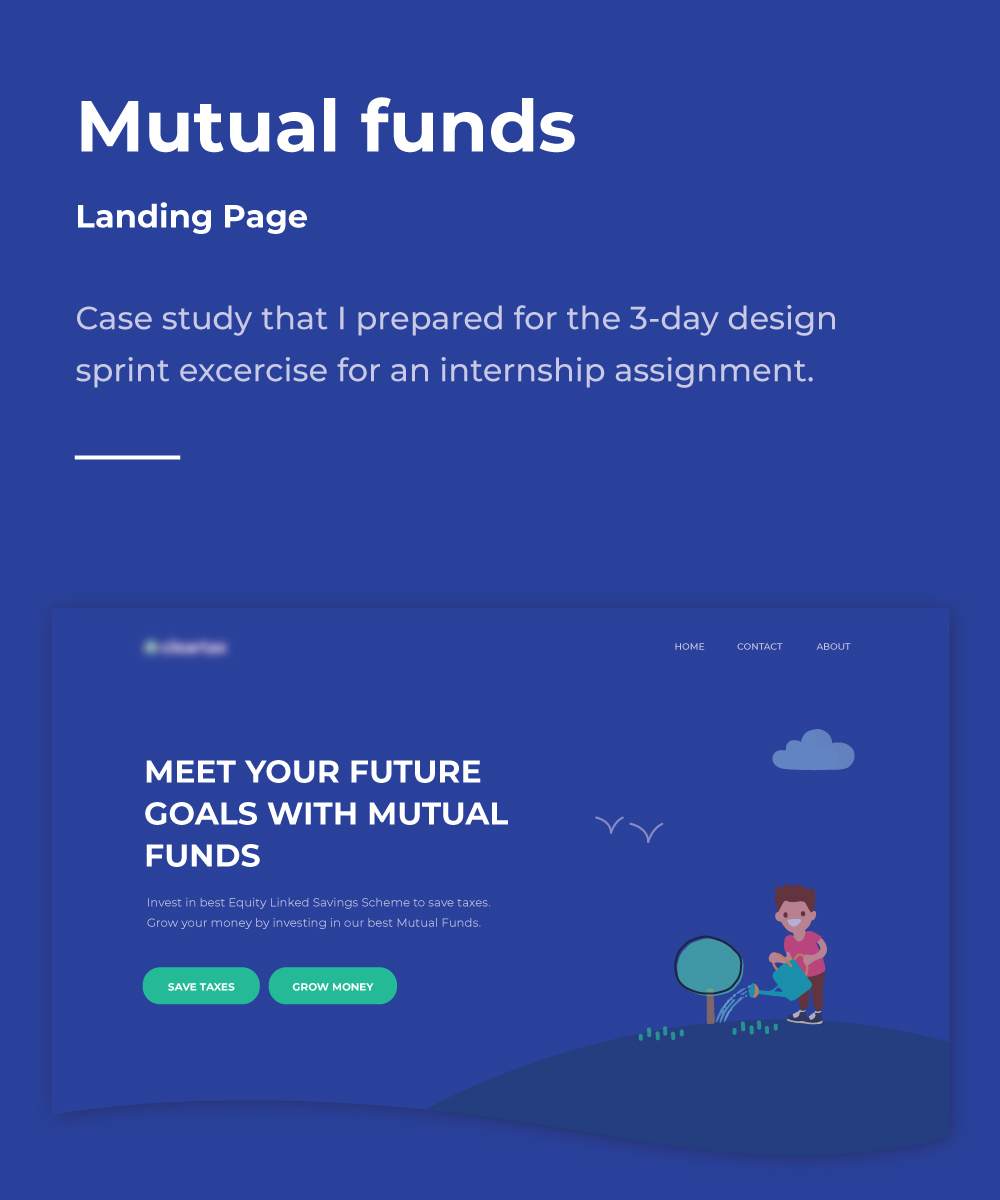 Mutual funds
Landing Page
Case study that I prepared for the 3-day design
sprint excercise for an internship assignment.
HOME CONTACT ABOUT
MEET YOUR FUTURE
GOALS WITH MUTUAL
FUNDS
Invest in best Equity Linked Savings Scheme to save taxes.
Grow your money by investing in our best Mutual Funds.
SAVE TAXES GROW MONEY